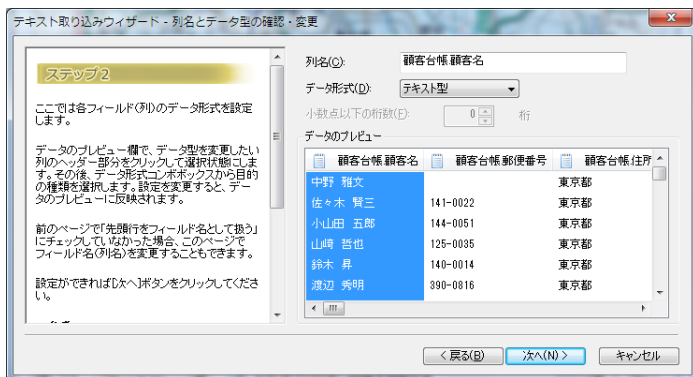 テキスト取り込みウィザード - 列名とデータ型の確認・変更
ステップ2
ここでは各フィールド(列)のデータ形式を設定
します。
データのプレビュー欄で、データ型を変更したい
列のヘッダー部分をクリックして選択状態にしま
す。その後、データ形式コンボボックスから目的
の種類を選択します。設定を変更すると、デー
タのプレビューに反映されます。
前のページで「先頭行をフィールド名として扱う」
にチェックしていなかった場合、このページで
フィールド名(列名)を変更することもできます。
設定ができれば[次へ]ボタンをクリックしてくださ
い。
列名(C): 顧客台帳.顧客名
データ形式(D): テキスト型
小数点以下の桁数(F): 0 桁
データのプレビュー
顧客台帳.顧客名 顧客台帳.郵便番号 顧客台帳.住所
中野 雅文 東京都
佐々木 賢三 141-0022 東京都
小山田 五郎 144-0051 東京都
山崎 哲也 125-0035 東京都
鈴木 昇 140-0014 東京都
渡辺 秀明 390-0816 東京都
< 戻る(B) 次へ(N) > キャンセル